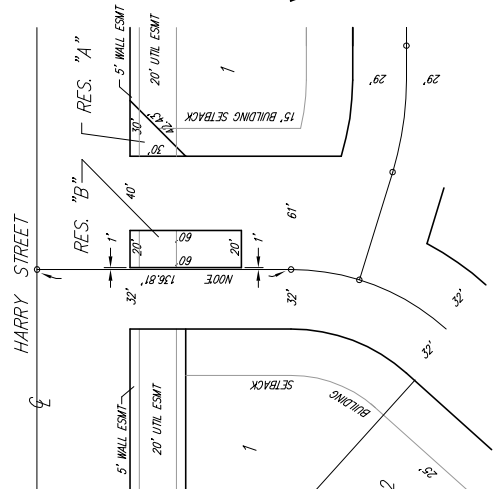 HARRY STREET
RES. "A"
RES. "B"
5' WALL ESMT
20' UTIL ESMT
1
15' BUILDING SETBACK
42.43'
30'
30'
29'
29'
40'
61'
1'
20'
60'
60'
20'
1'
32'
136.81'
N00°E
32'
32'
32'
5' WALL ESMT
20' UTIL ESMT
1
BUILDING SETBACK
25'
2